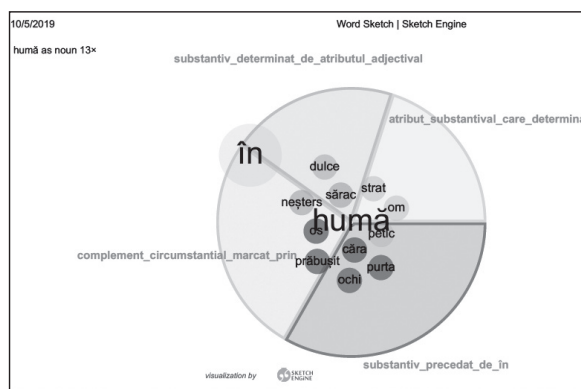 10/5/2019
Word Sketch | Sketch Engine
humă as noun 13×
substantiv_determinat_de_atributul_adjectival
atribut_substantival_care_determina
în
dulce
sărac
strat
neșters
om
humă
os
petic
căra
complement_circumstantial_marcat_prin
prăbușit
purta
ochi
substantiv_precedat_de_în
visualization by
SKETCH
ENGINE